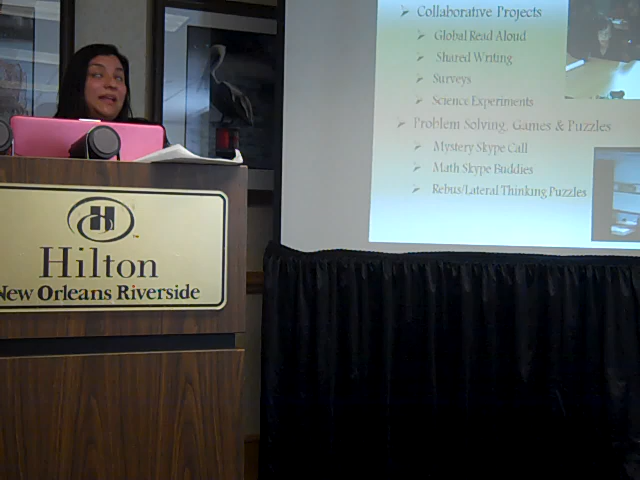 Collaborative Projects
Global Read Aloud
Shared Writing
Surveys
Science Experiments
Problem Solving, Games & Puzzles
Mystery Skype Call
Math Skype Buddies
Rebus/Lateral Thinking Puzzles
H
Hilton
New Orleans Riverside